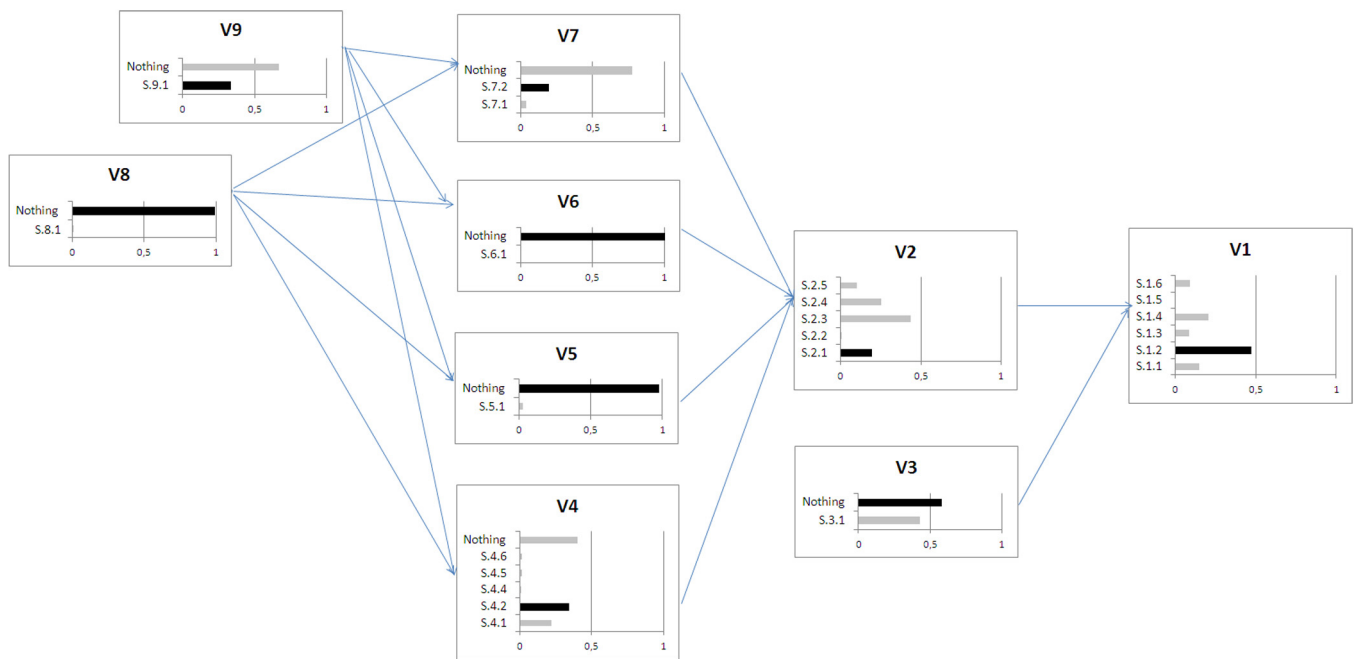 V9
Nothing
S.9.1
0 0,5 1
V8
Nothing
S.8.1
0 0,5 1
V7
Nothing
S.7.2
S.7.1
0 0,5 1
V6
Nothing
S.6.1
0 0,5 1
V5
Nothing
S.5.1
0 0,5 1
V4
Nothing
S.4.6
S.4.5
S.4.4
S.4.2
S.4.1
0 0,5 1
V2
S.2.5
S.2.4
S.2.3
S.2.2
S.2.1
0 0,5 1
V3
Nothing
S.3.1
0 0,5 1
V1
S.1.6
S.1.5
S.1.4
S.1.3
S.1.2
S.1.1
0 0,5 1